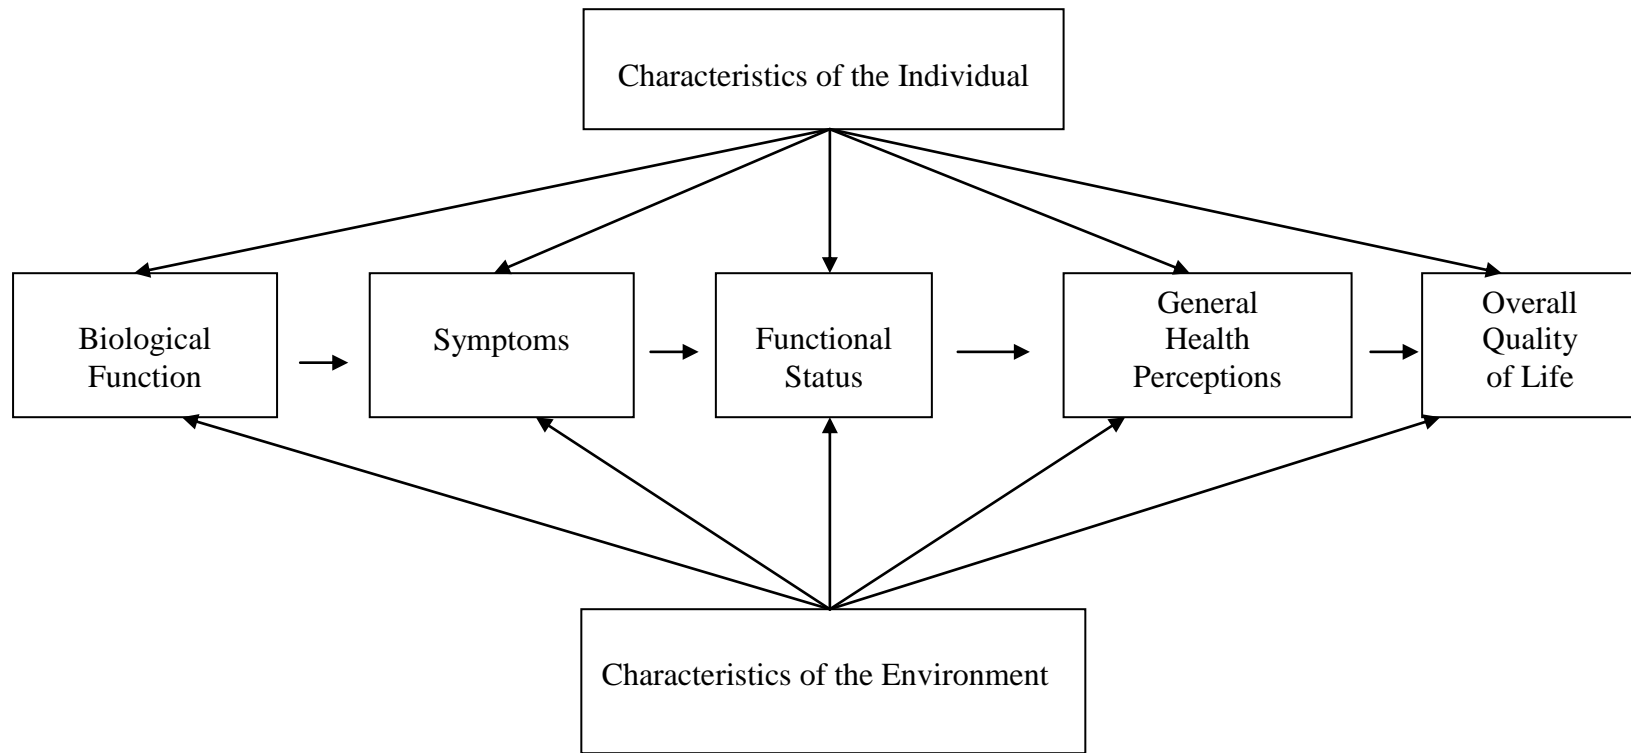 Characteristics of the Individual
Biological
Function
Symptoms
Functional
Status
General
Health
Perceptions
Overall
Quality
of Life
Characteristics of the Environment